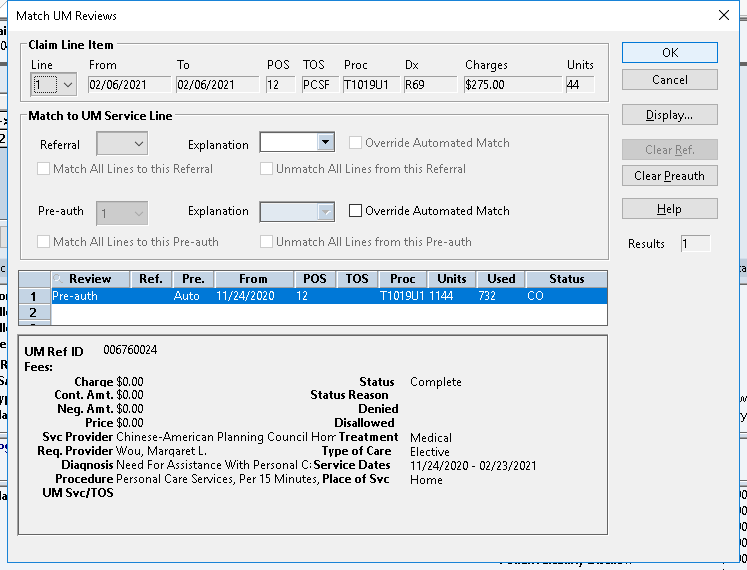 Match UM Reviews
Claim Line Item
Line From To POS TOS Proc Dx Charges Units
1 02/06/2021 02/06/2021 12 PCSF T1019U1 R69 $275.00 44
OK
Cancel
Display...
Clear Ref.
Clear Preauth
Help
Results 1
Match to UM Service Line
Referral Explanation Override Automated Match
Match All Lines to this Referral Unmatch All Lines from this Referral
Pre-auth 1 Explanation Override Automated Match
Match All Lines to this Pre-auth Unmatch All Lines from this Pre-auth
Review Ref. Pre. From POS TOS Proc Units Used Status
1 Pre-auth Auto 11/24/2020 12 T1019U1 1144 732 CO
2
UM Ref ID 006760024
Fees:
Charge $0.00 Status Complete
Cont. Amt. $0.00 Status Reason
Neg. Amt. $0.00 Denied
Price $0.00 Disallowed
Svc Provider Chinese-American Planning Council Hom Treatment Medical
Req. Provider Wou, Margaret L. Type of Care Elective
Diagnosis Need For Assistance With Personal C Service Dates 11/24/2020 - 02/23/2021
Procedure Personal Care Services, Per 15 Minutes, Place of Svc Home
UM Svc/TOS